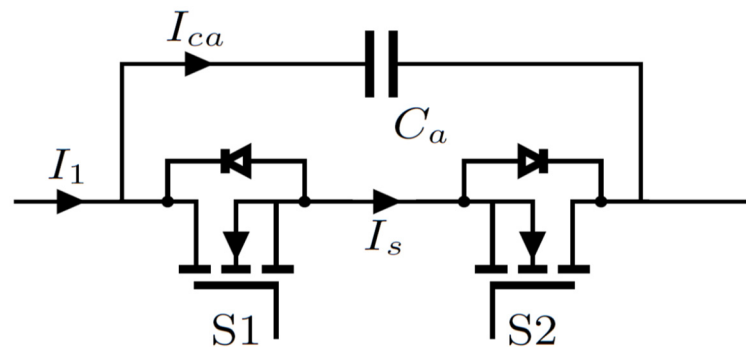 I_{ca}
C_a
I_1
I_s
S1
S2